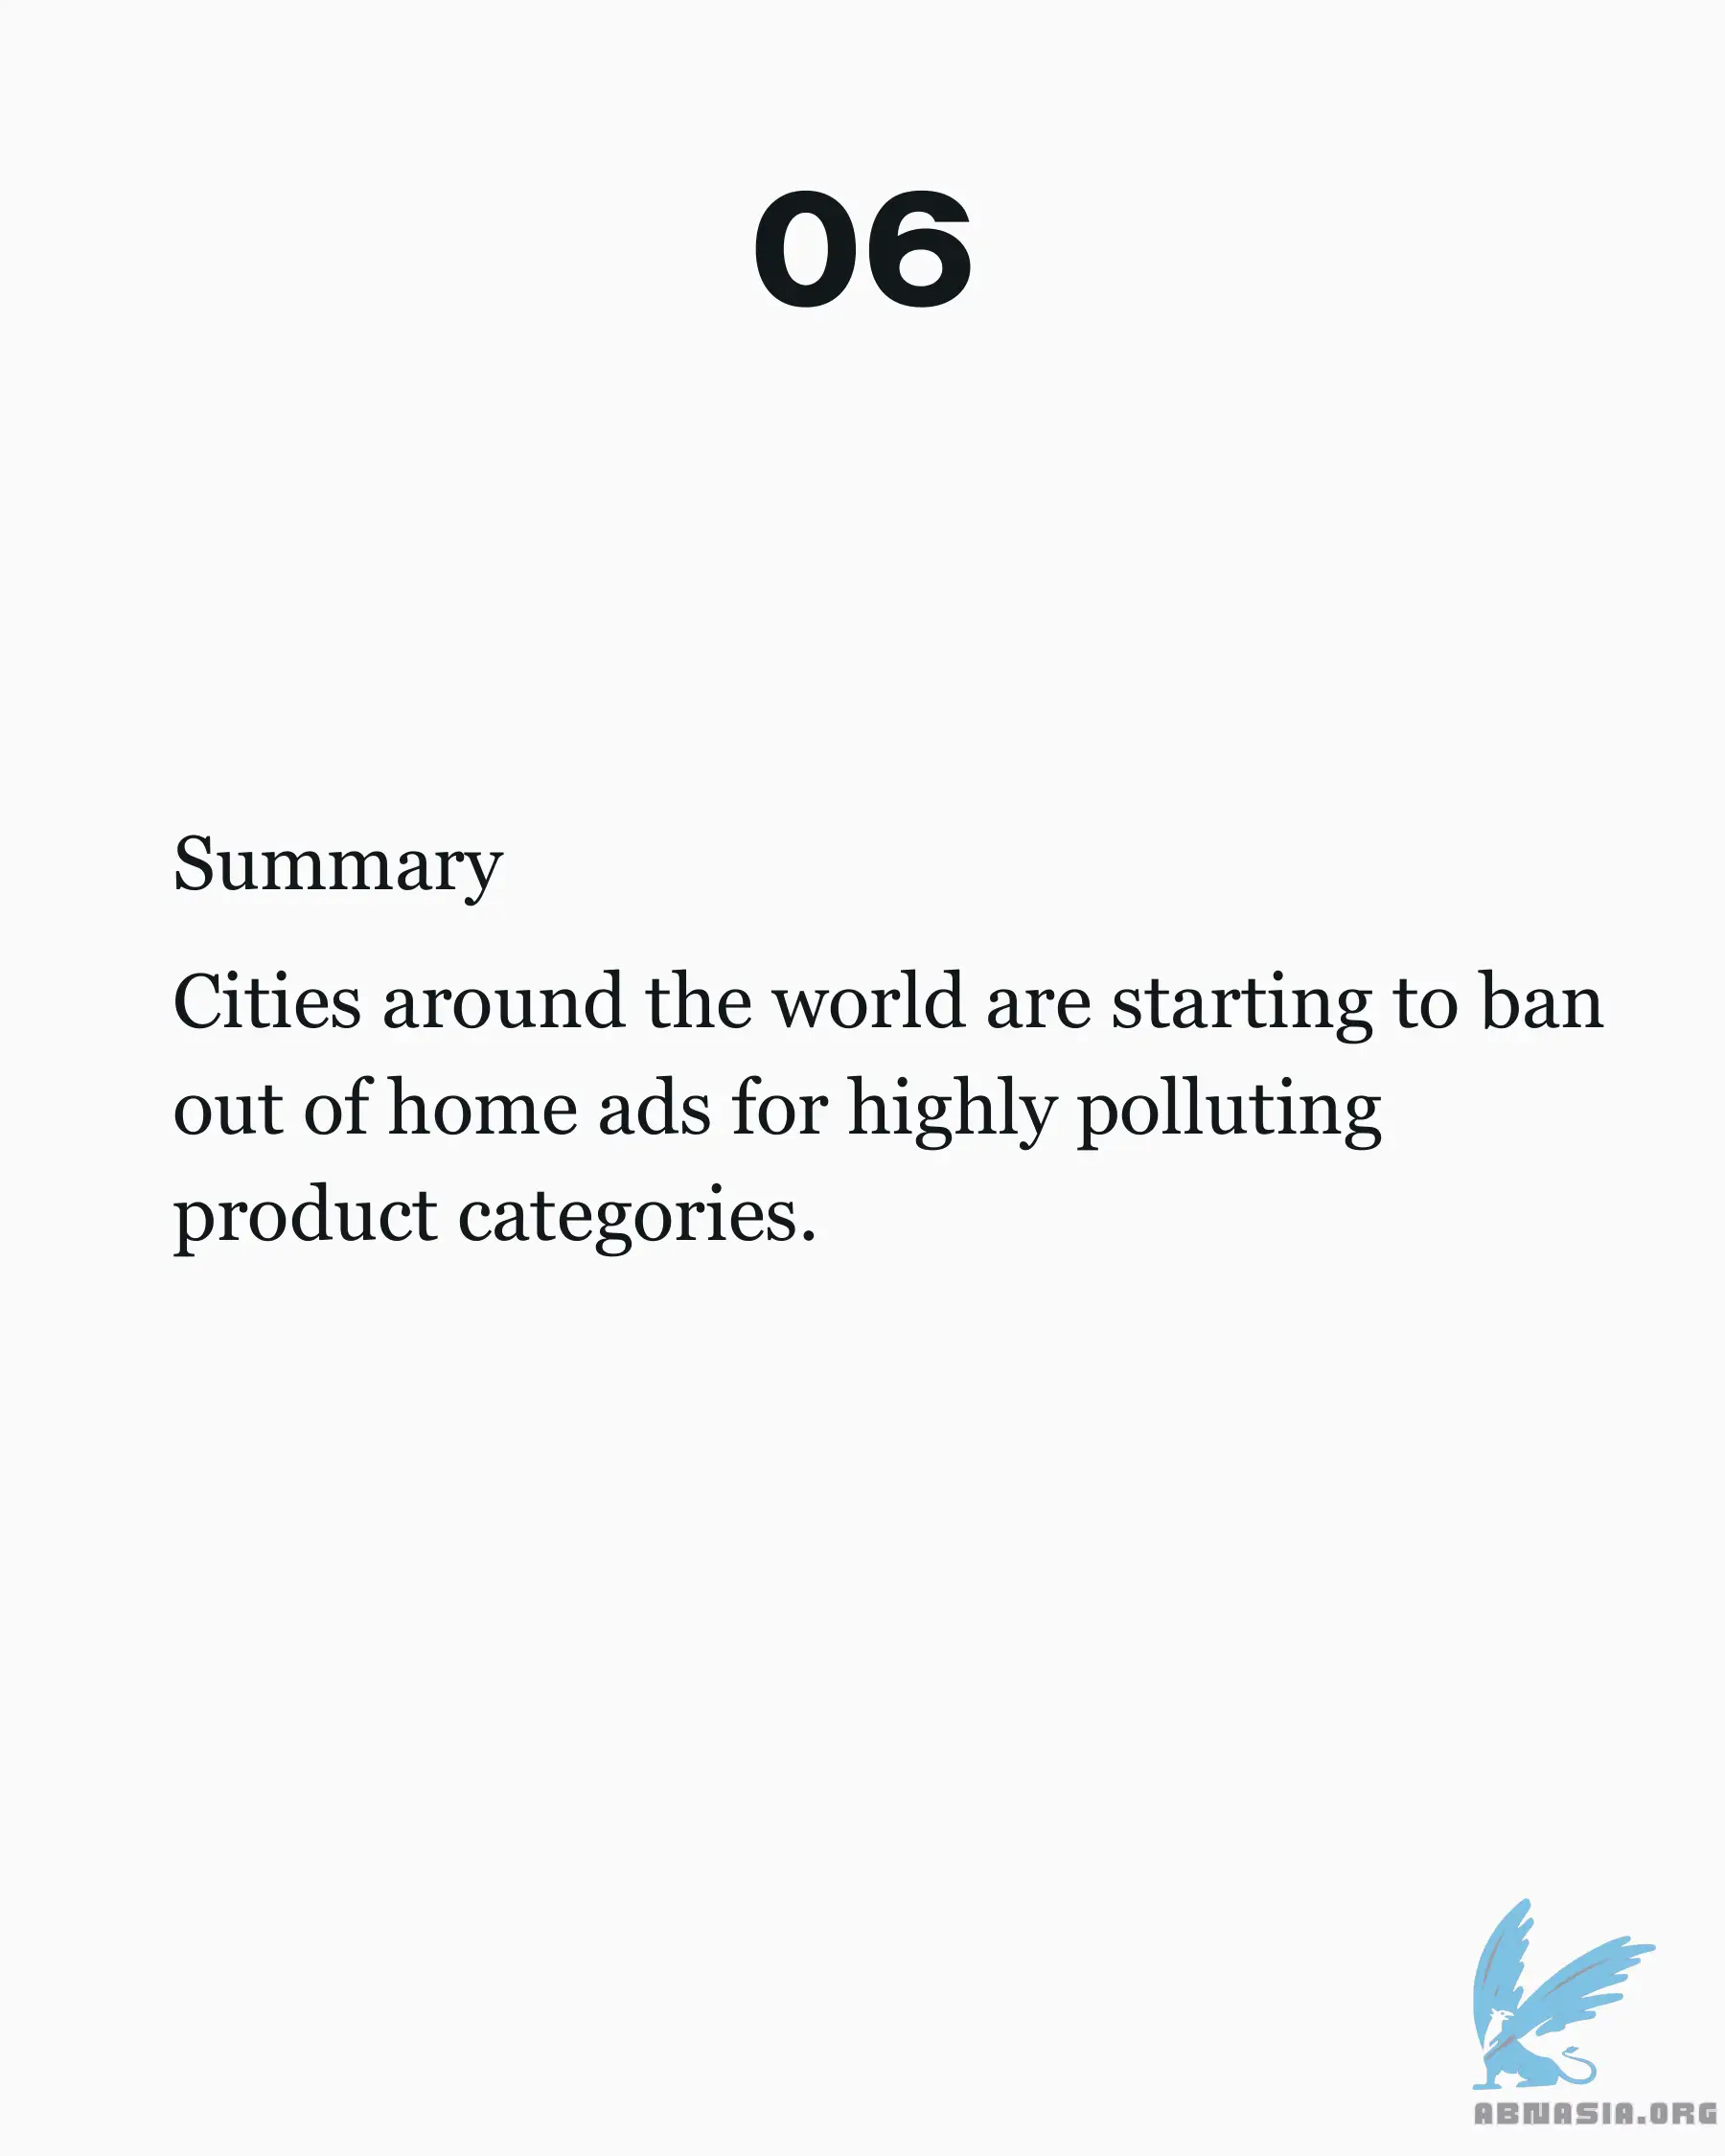 06
Summary
Cities around the world are starting to ban
out of home ads for highly polluting
product categories.
ABNASIA.ORG